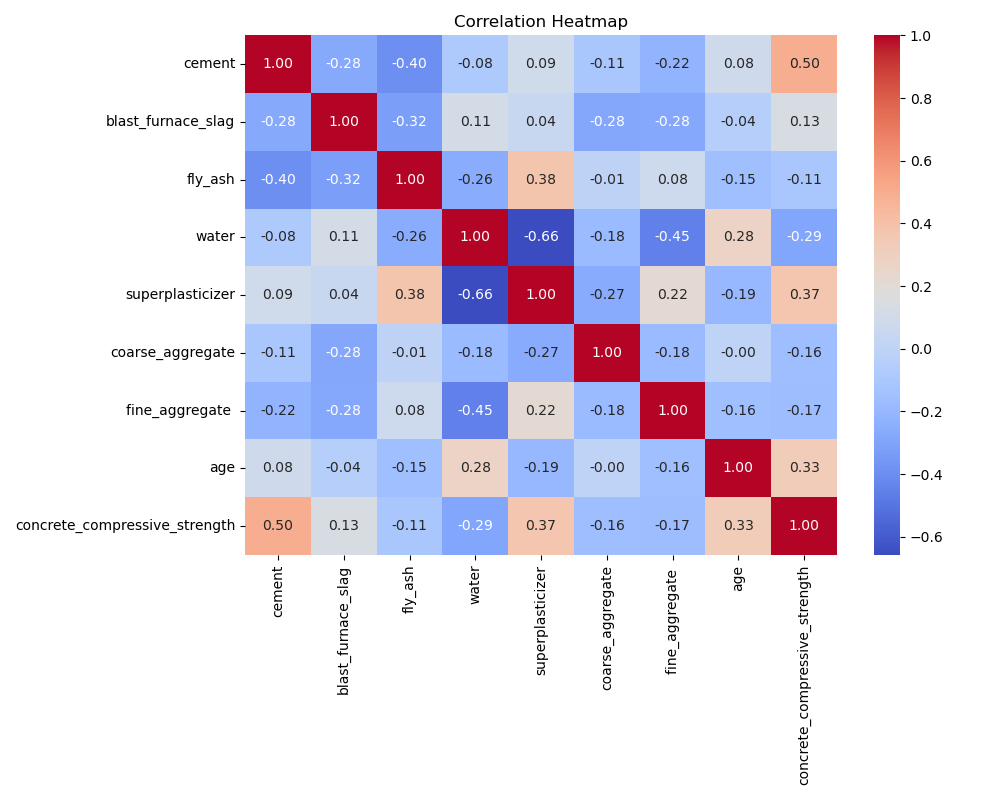 Correlation Heatmap
cement 1.00 -0.28 -0.40 -0.08 0.09 -0.11 -0.22 0.08 0.50
blast_furnace_slag -0.28 1.00 -0.32 0.11 0.04 -0.28 -0.28 -0.04 0.13
fly_ash -0.40 -0.32 1.00 -0.26 0.38 -0.01 0.08 -0.15 -0.11
water -0.08 0.11 -0.26 1.00 -0.66 -0.18 -0.45 0.28 -0.29
superplasticizer 0.09 0.04 0.38 -0.66 1.00 -0.27 0.22 -0.19 0.37
coarse_aggregate -0.11 -0.28 -0.01 -0.18 -0.27 1.00 -0.18 -0.00 -0.16
fine_aggregate -0.22 -0.28 0.08 -0.45 0.22 -0.18 1.00 -0.16 -0.17
age 0.08 -0.04 -0.15 0.28 -0.19 -0.00 -0.16 1.00 0.33
concrete_compressive_strength 0.50 0.13 -0.11 -0.29 0.37 -0.16 -0.17 0.33 1.00
cement
blast_furnace_slag
fly_ash
water
superplasticizer
coarse_aggregate
fine_aggregate
age
concrete_compressive_strength
1.0
0.8
0.6
0.4
0.2
0.0
−0.2
−0.4
−0.6